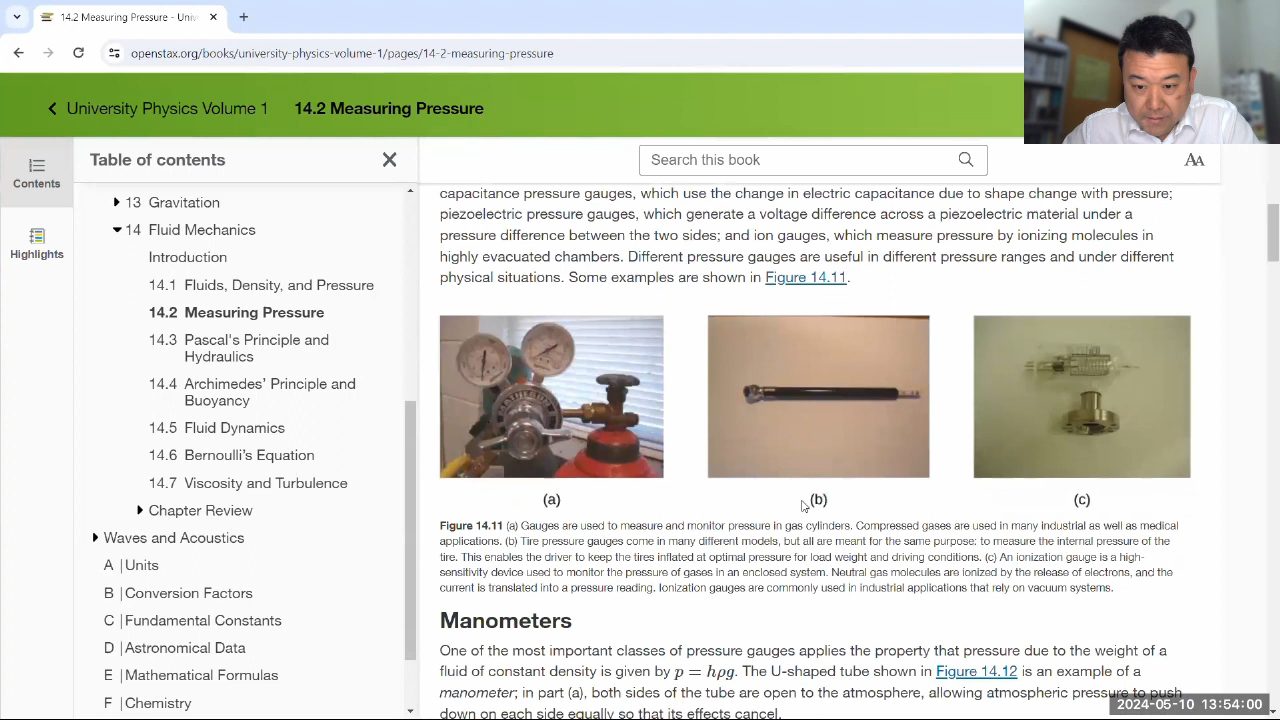 14.2 Measuring Pressure - Univ
openstax.org/books/university-physics-volume-1/pages/14-2-measuring-pressure
University Physics Volume 1
14.2 Measuring Pressure
Contents
Highlights
Table of contents
13 Gravitation
14 Fluid Mechanics
Introduction
14.1 Fluids, Density, and Pressure
14.2 Measuring Pressure
14.3 Pascal's Principle and
Hydraulics
14.4 Archimedes’ Principle and
Buoyancy
14.5 Fluid Dynamics
14.6 Bernoulli’s Equation
14.7 Viscosity and Turbulence
Chapter Review
Waves and Acoustics
A | Units
B | Conversion Factors
C | Fundamental Constants
D | Astronomical Data
E | Mathematical Formulas
F | Chemistry
Search this book
AA
capacitance pressure gauges, which use the change in electric capacitance due to shape change with pressure;
piezoelectric pressure gauges, which generate a voltage difference across a piezoelectric material under a
pressure difference between the two sides; and ion gauges, which measure pressure by ionizing molecules in
highly evacuated chambers. Different pressure gauges are useful in different pressure ranges and under different
physical situations. Some examples are shown in Figure 14.11.
(a) (b) (c)
Figure 14.11 (a) Gauges are used to measure and monitor pressure in gas cylinders. Compressed gases are used in many industrial as well as medical
applications. (b) Tire pressure gauges come in many different models, but all are meant for the same purpose: to measure the internal pressure of the
tire. This enables the driver to keep the tires inflated at optimal pressure for load weight and driving conditions. (c) An ionization gauge is a high-
sensitivity device used to monitor the pressure of gases in an enclosed system. Neutral gas molecules are ionized by the release of electrons, and the
current is translated into a pressure reading. Ionization gauges are commonly used in industrial applications that rely on vacuum systems.
Manometers
One of the most important classes of pressure gauges applies the property that pressure due to the weight of a
fluid of constant density is given by p = hρg. The U-shaped tube shown in Figure 14.12 is an example of a
manometer; in part (a), both sides of the tube are open to the atmosphere, allowing atmospheric pressure to push
down on each side equally so that its effects cancel.
2024-05-10 13:54:00